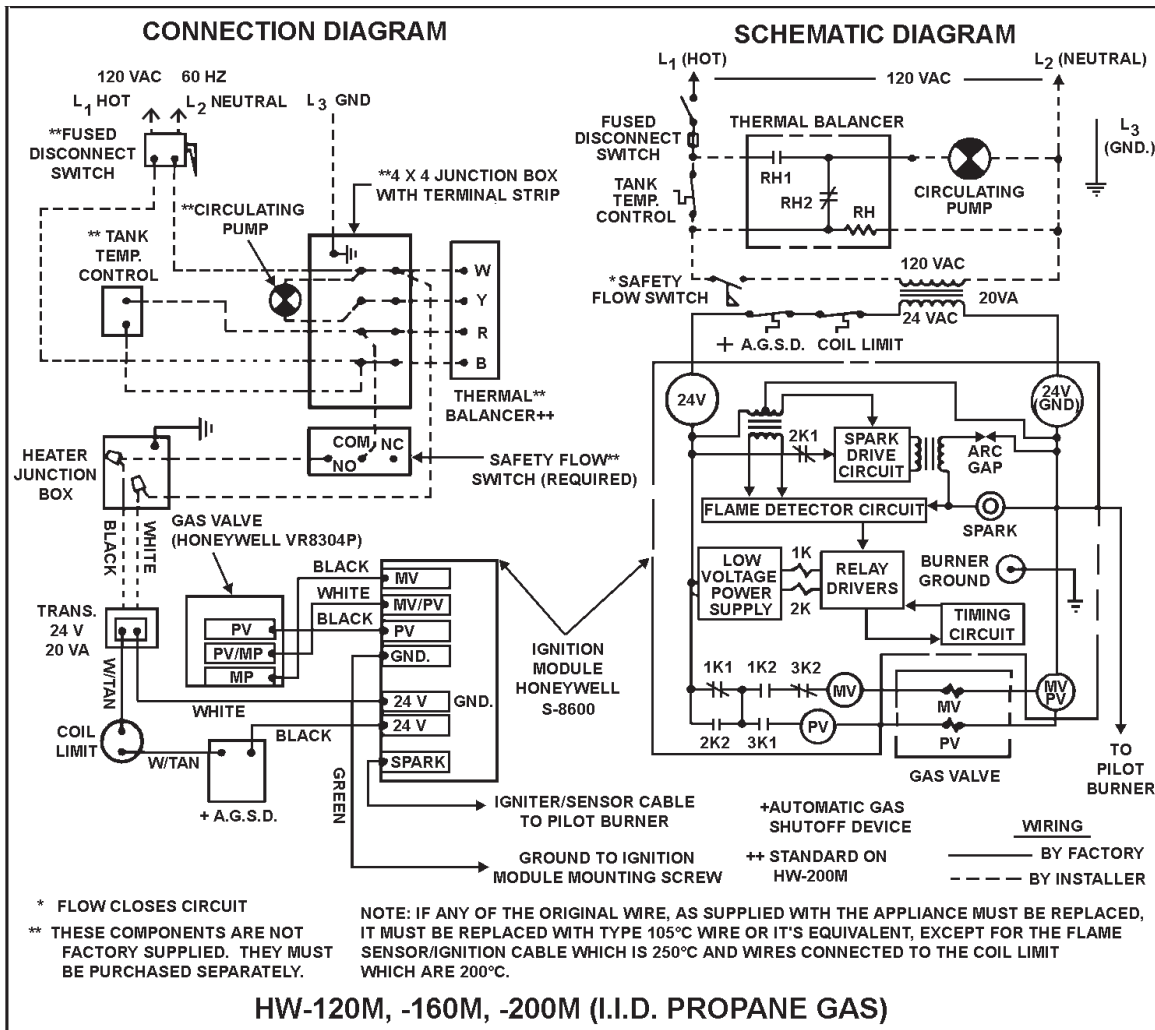 CONNECTION DIAGRAM
120 VAC 60 HZ
L1 HOT
L2 NEUTRAL
L3 GND
**FUSED
DISCONNECT
SWITCH
**4 X 4 JUNCTION BOX
WITH TERMINAL STRIP
**CIRCULATING
PUMP
** TANK
TEMP.
CONTROL
W
Y
R
B
THERMAL**
BALANCER++
HEATER
JUNCTION
BOX
COM
NC
NO
SAFETY FLOW**
SWITCH (REQUIRED)
BLACK
WHITE
GAS VALVE
(HONEYWELL VR8304P)
BLACK
WHITE
BLACK
MV
MV/PV
PV
GND.
24 V
GND.
24 V
SPARK
PV
PV/MP
MP
TRANS.
24 V
20 VA
W/TAN
WHITE
BLACK
COIL
LIMIT
W/TAN
+ A.G.S.D.
GREEN
IGNITION
MODULE
HONEYWELL
S-8600
IGNITER/SENSOR CABLE
TO PILOT BURNER
GROUND TO IGNITION
MODULE MOUNTING SCREW
SCHEMATIC DIAGRAM
L1 (HOT)
L2 (NEUTRAL)
120 VAC
FUSED
DISCONNECT
SWITCH
THERMAL BALANCER
L3
(GND.)
RH1
RH2
RH
CIRCULATING
PUMP
TANK
TEMP.
CONTROL
*SAFETY
FLOW SWITCH
120 VAC
20VA
24 VAC
+ A.G.S.D.
COIL LIMIT
24V
24V
(GND)
2K1
SPARK
DRIVE
CIRCUIT
ARC
GAP
FLAME DETECTOR CIRCUIT
SPARK
LOW
VOLTAGE
POWER
SUPPLY
1K
2K
RELAY
DRIVERS
BURNER
GROUND
TIMING
CIRCUIT
1K1
1K2
3K2
MV
MV
MV
PV
2K2
3K1
PV
PV
GAS VALVE
TO
PILOT
BURNER
+AUTOMATIC GAS
SHUTOFF DEVICE
++ STANDARD ON
HW-200M
WIRING
BY FACTORY
BY INSTALLER
* FLOW CLOSES CIRCUIT
** THESE COMPONENTS ARE NOT
FACTORY SUPPLIED. THEY MUST
BE PURCHASED SEPARATELY.
NOTE: IF ANY OF THE ORIGINAL WIRE, AS SUPPLIED WITH THE APPLIANCE MUST BE REPLACED,
IT MUST BE REPLACED WITH TYPE 105°C WIRE OR IT'S EQUIVALENT, EXCEPT FOR THE FLAME
SENSOR/IGNITION CABLE WHICH IS 250°C AND WIRES CONNECTED TO THE COIL LIMIT
WHICH ARE 200°C.
HW-120M, -160M, -200M (I.I.D. PROPANE GAS)